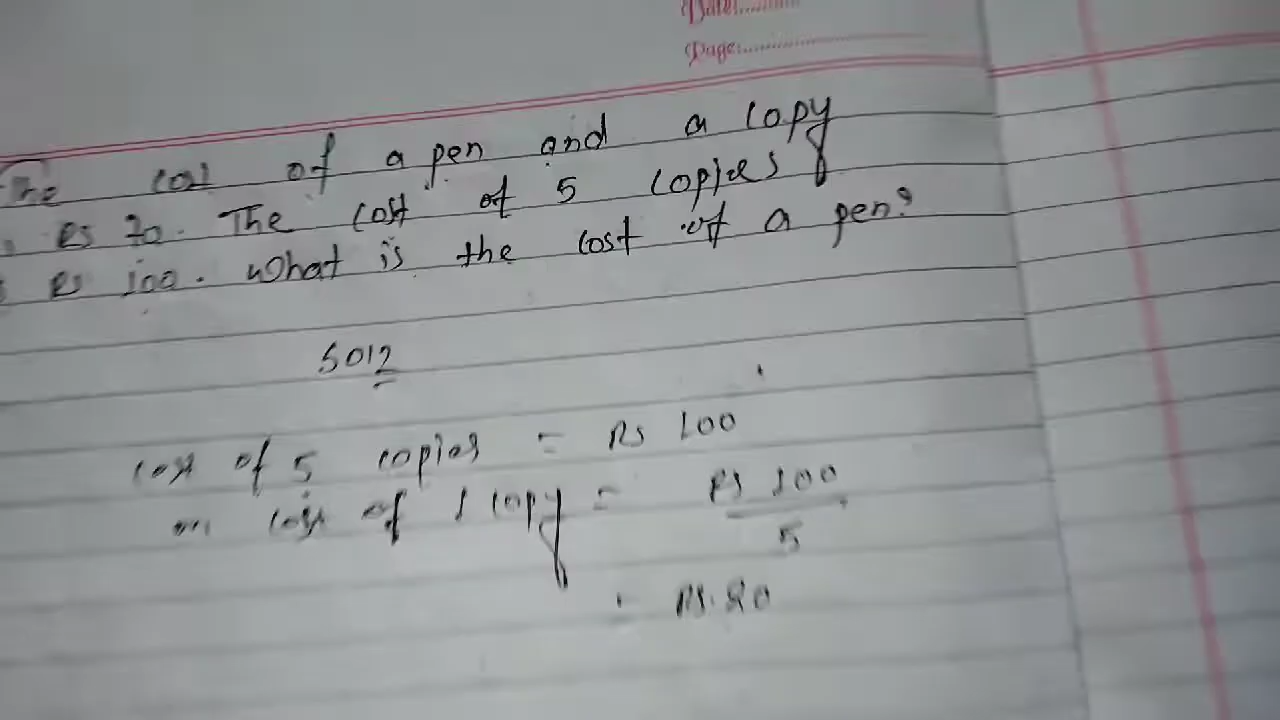 Date:..........
Page:....................
The cost of a pen and a copy
Rs 70. The cost of 5 copies
Rs 100. What is the cost of a pen?
Soln
cost of 5 copies = Rs 100
cost of 1 copy = Rs 100
5
= Rs. 20